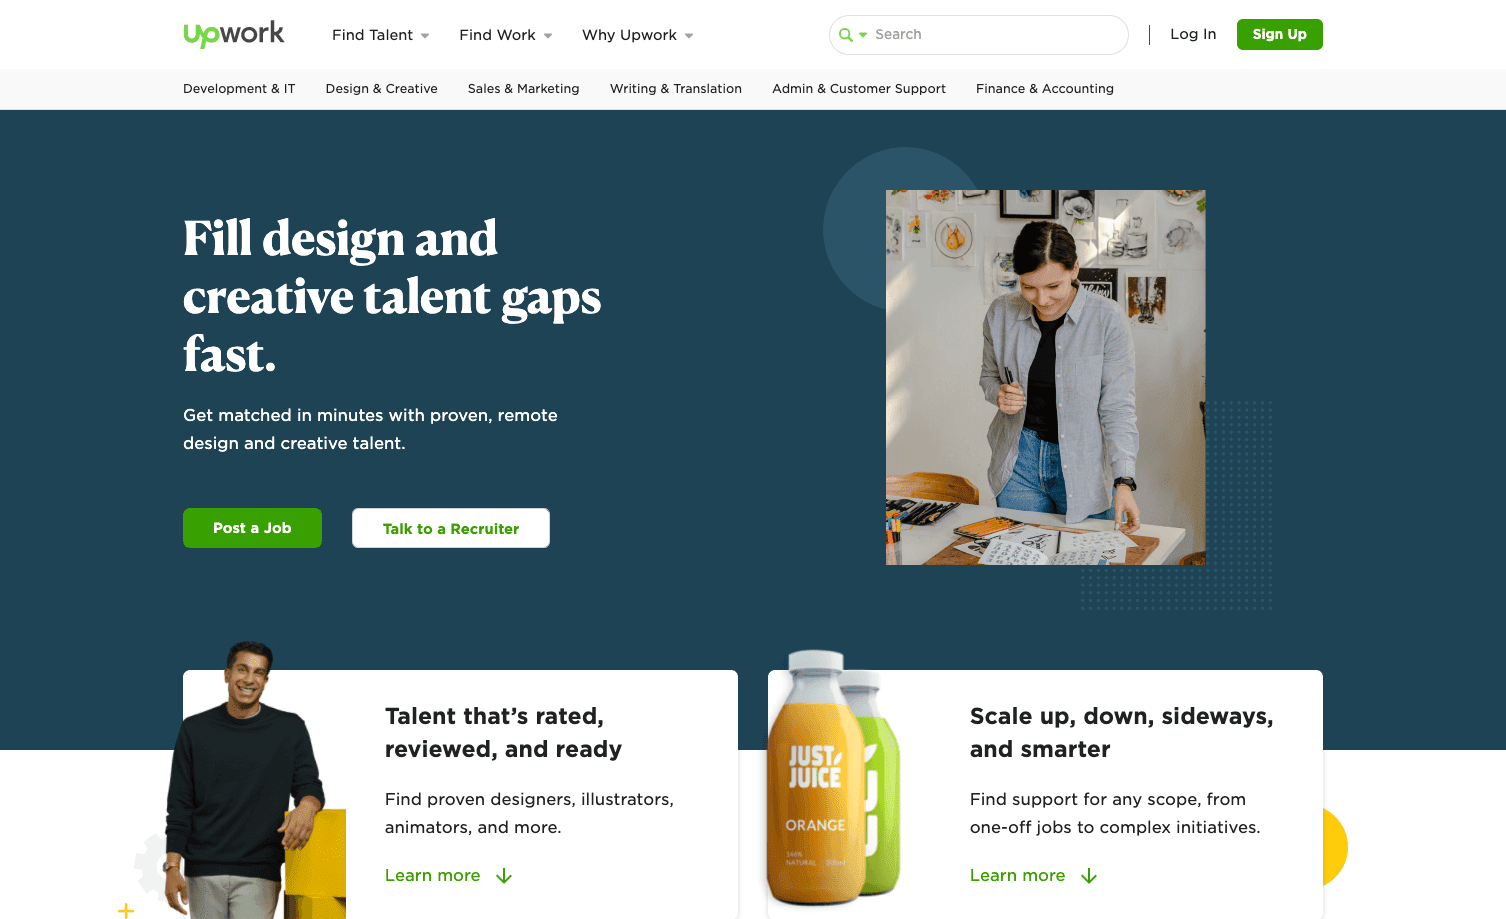 Upwork
Find Talent
Find Work
Why Upwork
Search
Log In
Sign Up
Development & IT
Design & Creative
Sales & Marketing
Writing & Translation
Admin & Customer Support
Finance & Accounting
Fill design and
creative talent gaps
fast.
Get matched in minutes with proven, remote
design and creative talent.
Post a Job
Talk to a Recruiter
Talent that’s rated,
reviewed, and ready
Find proven designers, illustrators,
animators, and more.
Learn more
JUST
JUICE
ORANGE
NATURAL
Scale up, down, sideways,
and smarter
Find support for any scope, from
one-off jobs to complex initiatives.
Learn more